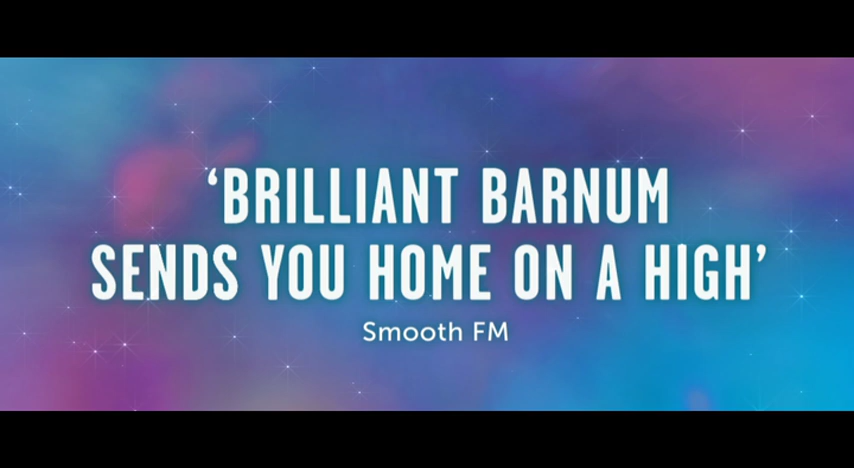 ‘BRILLIANT BARNUM
SENDS YOU HOME ON A HIGH’
Smooth FM